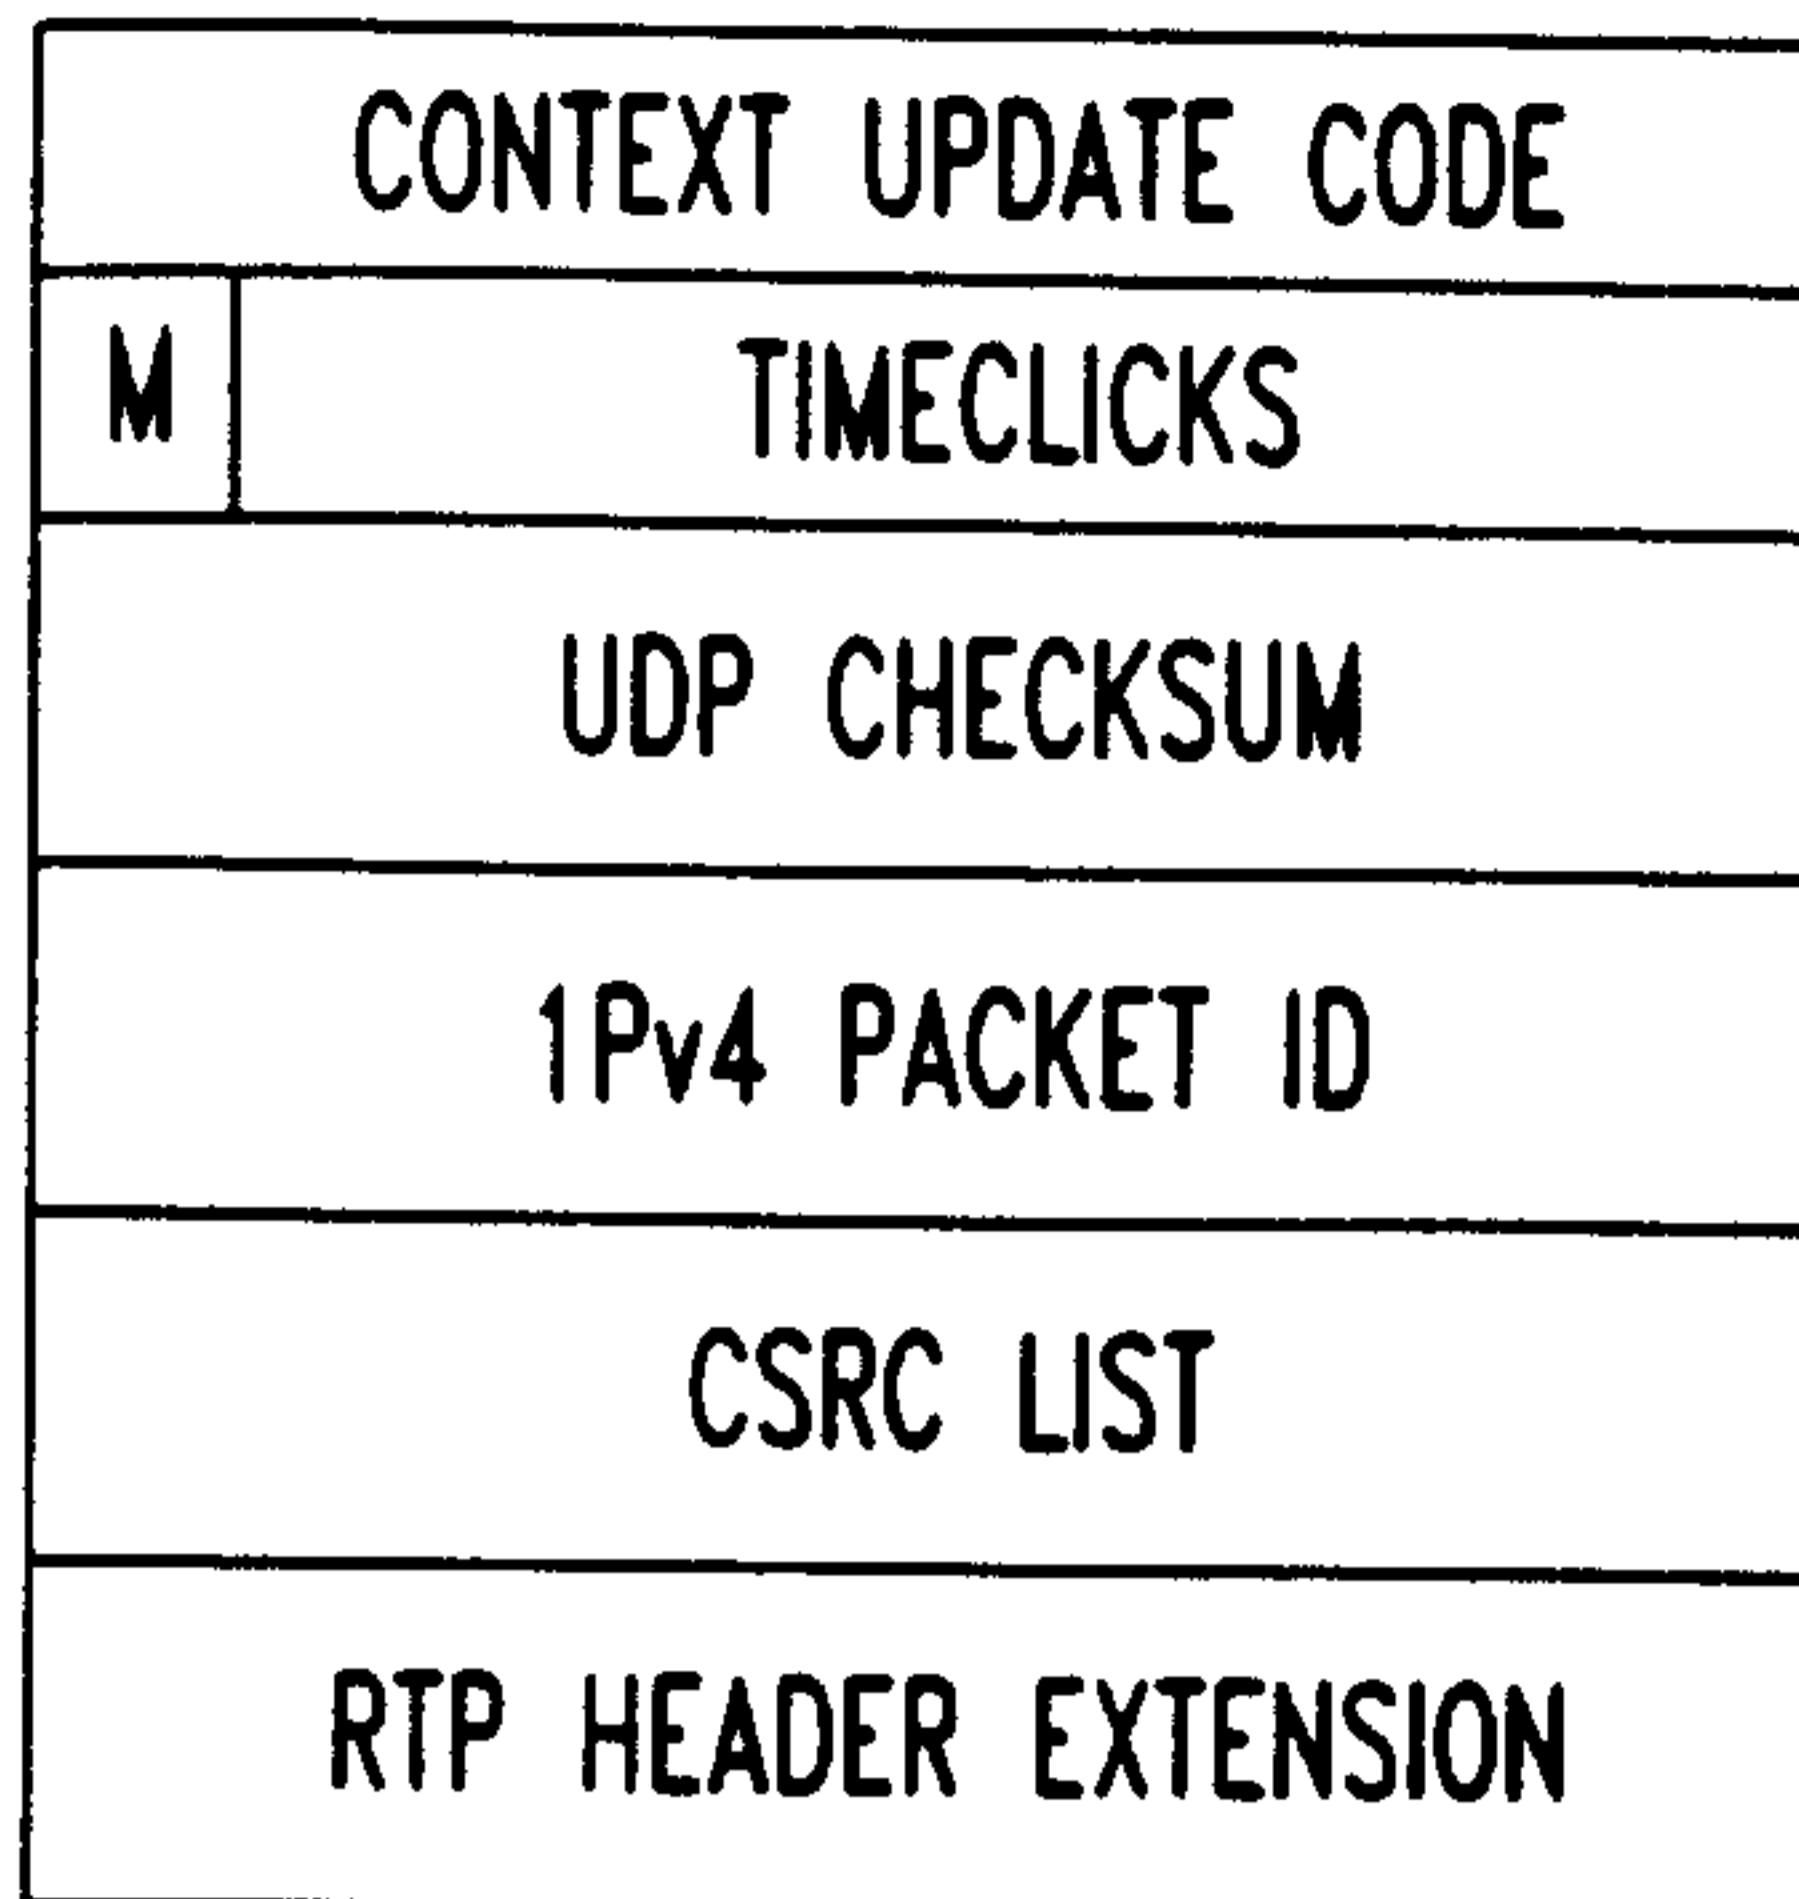 CONTEXT UPDATE CODE
M TIMECLICKS
UDP CHECKSUM
1Pv4 PACKET ID
CSRC LIST
RTP HEADER EXTENSION